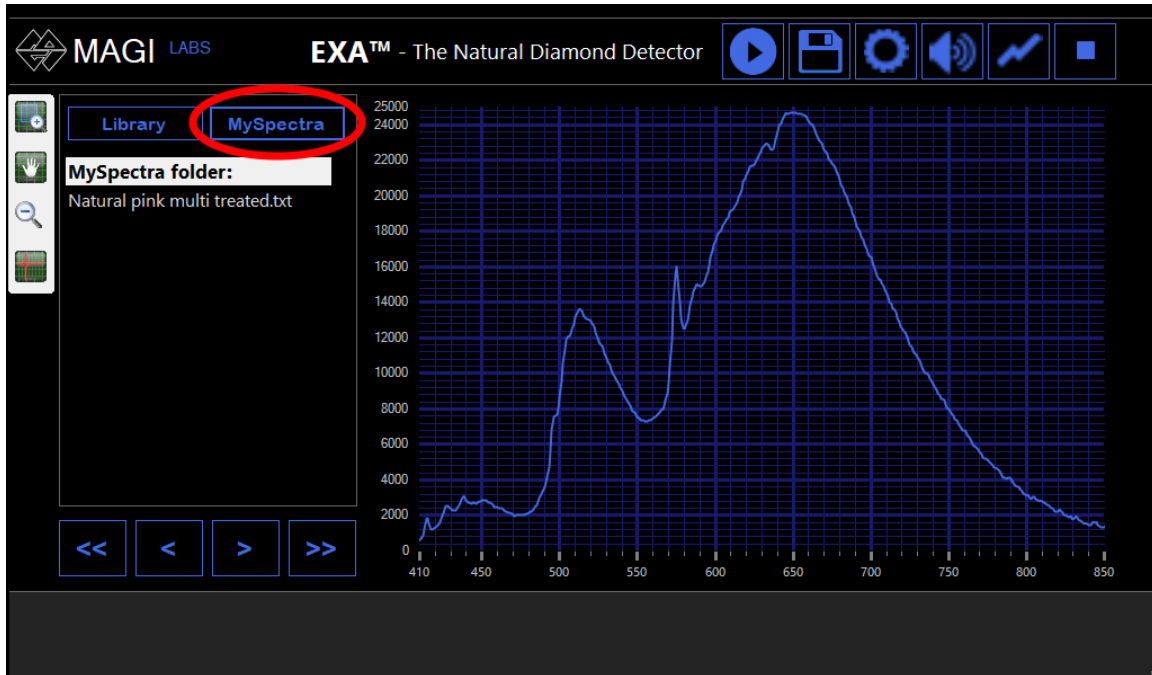 MAGI LABS
EXA™ - The Natural Diamond Detector
Library
MySpectra
MySpectra folder:
Natural pink multi treated.txt
<<
<
>
>>
25000
24000
22000
20000
18000
16000
14000
12000
10000
8000
6000
4000
2000
0
410 450 500 550 600 650 700 750 800 850